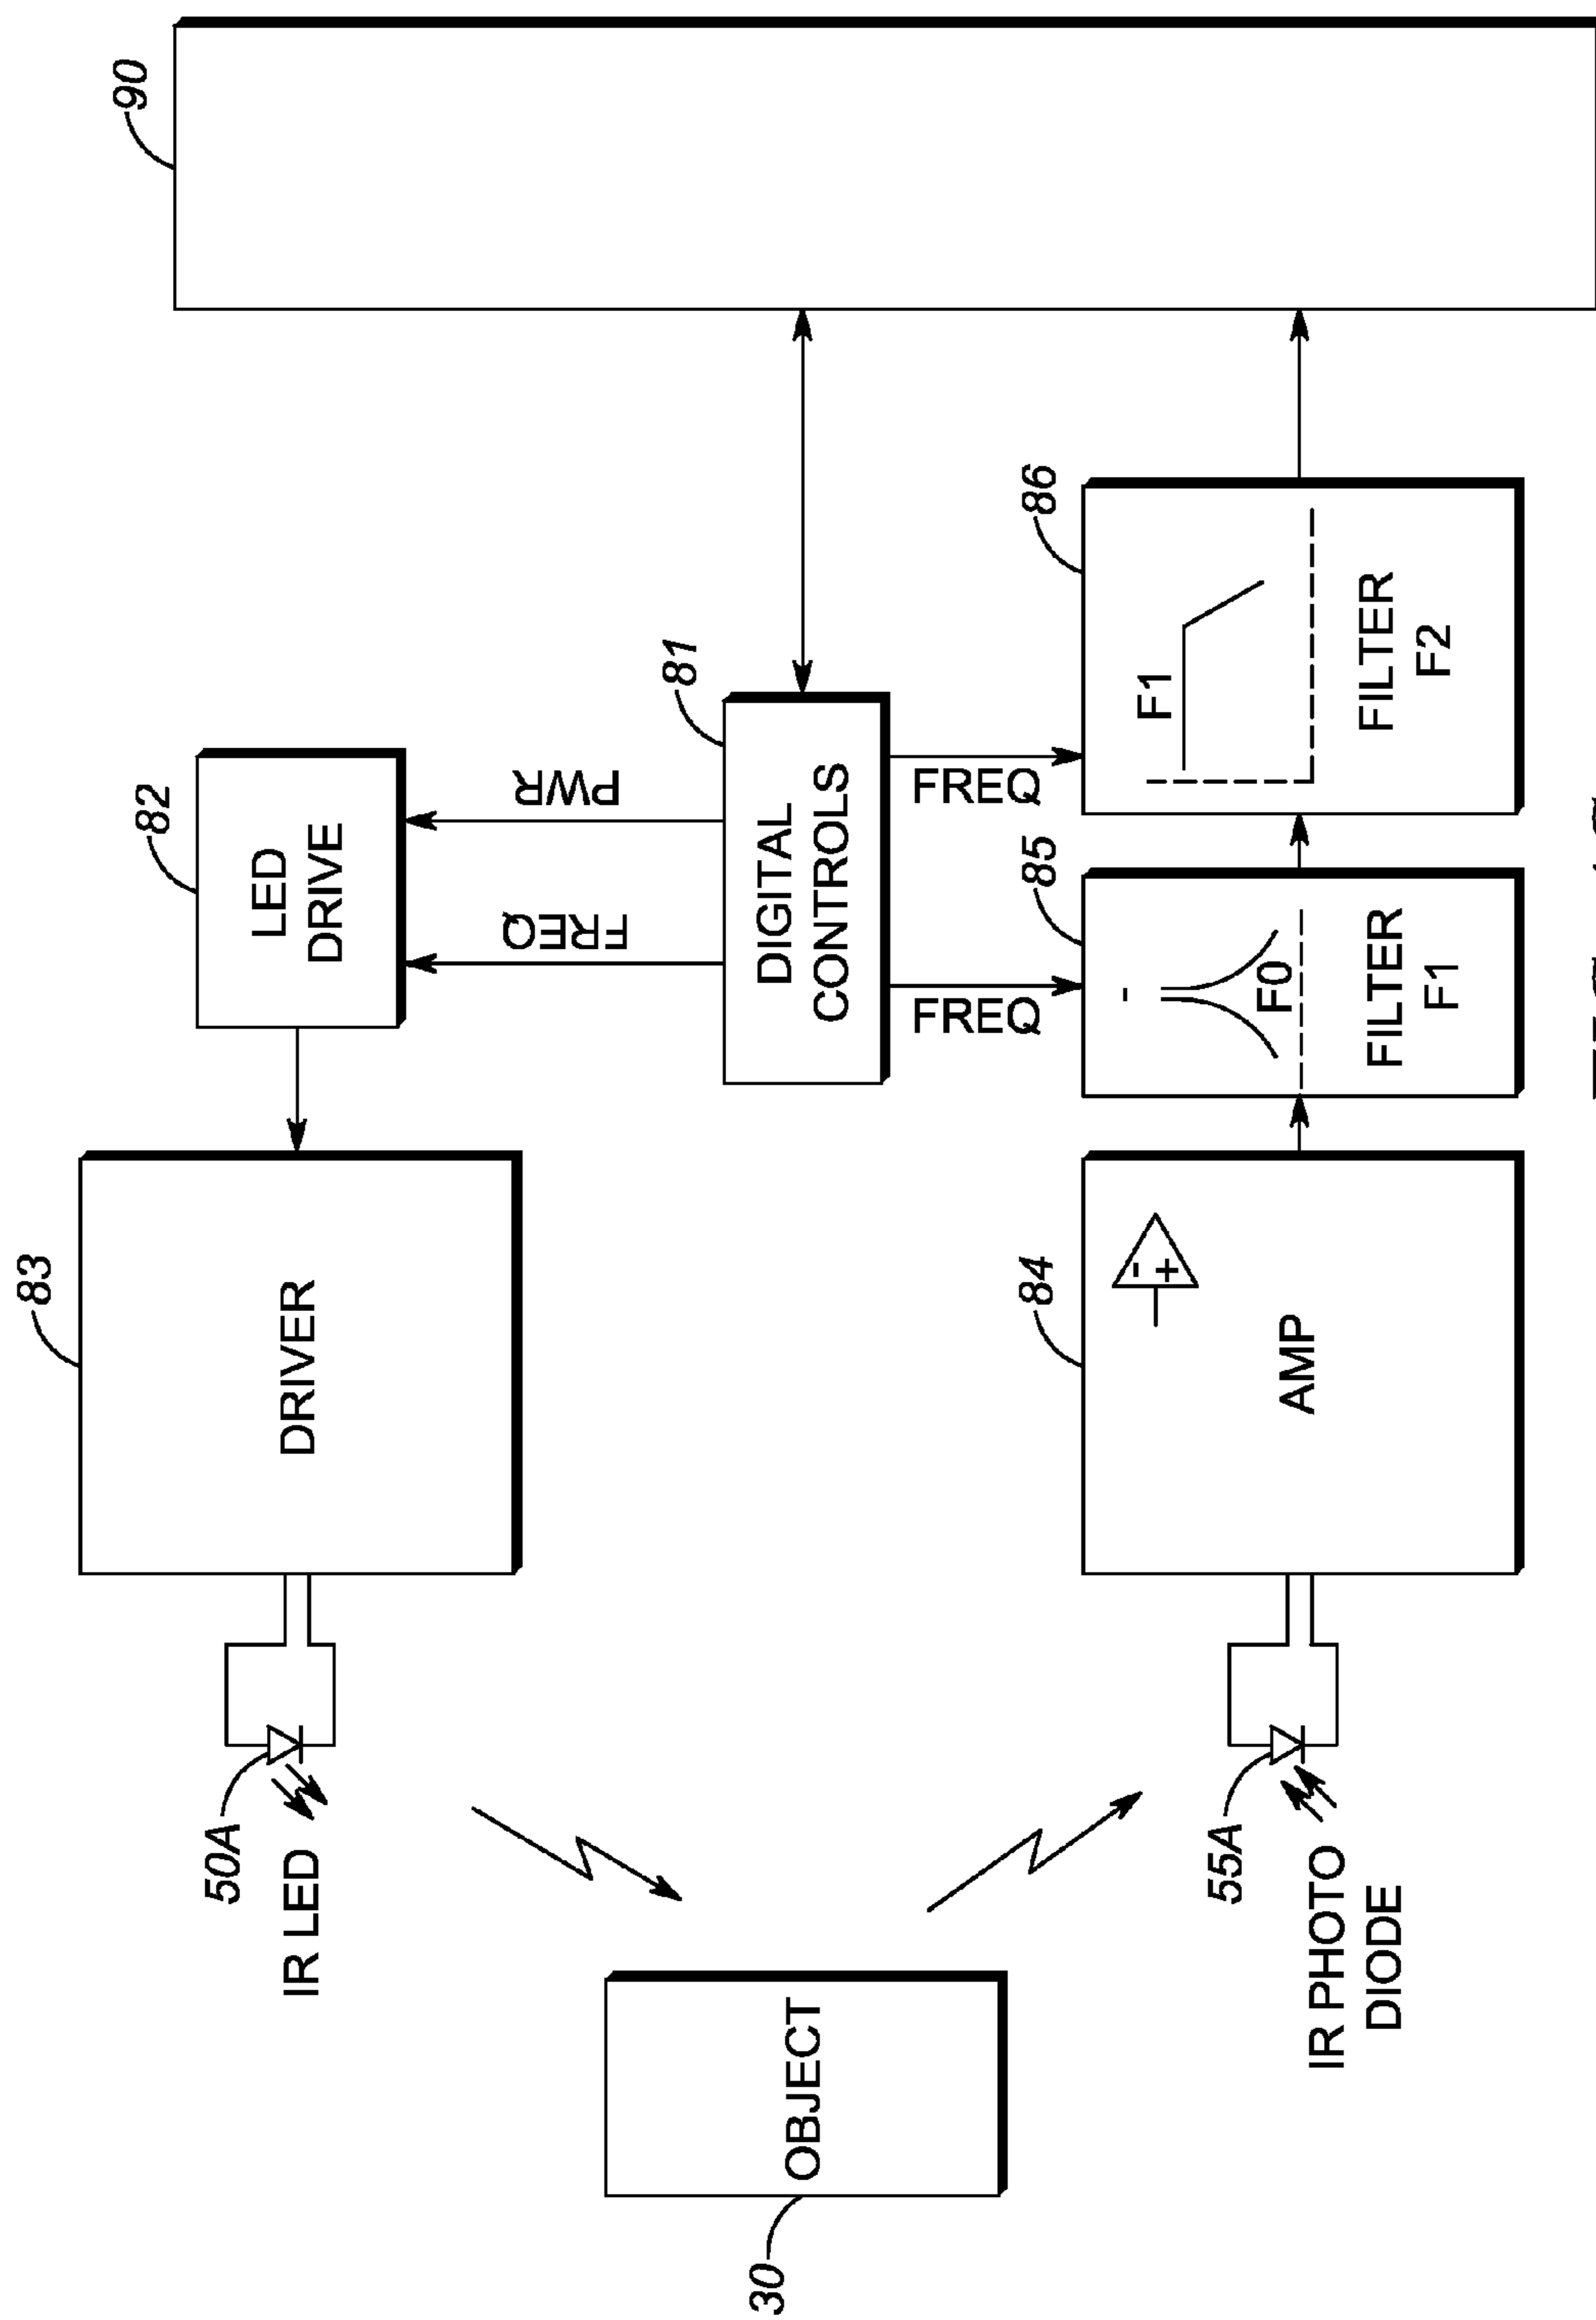 90
82
LED
DRIVE
83
DRIVER
50A
IR LED
PWR
FREQ
81
DIGITAL
CONTROLS
FREQ
FREQ
OBJECT
30
86
F1
FILTER
F2
85
-
F0
FILTER
F1
84
- +
AMP
55A
IR PHOTO
DIODE